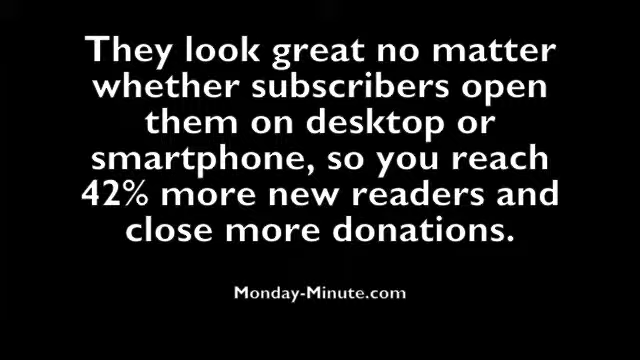 They look great no matter
whether subscribers open
them on desktop or
smartphone, so you reach
42% more new readers and
close more donations.
Monday-Minute.com